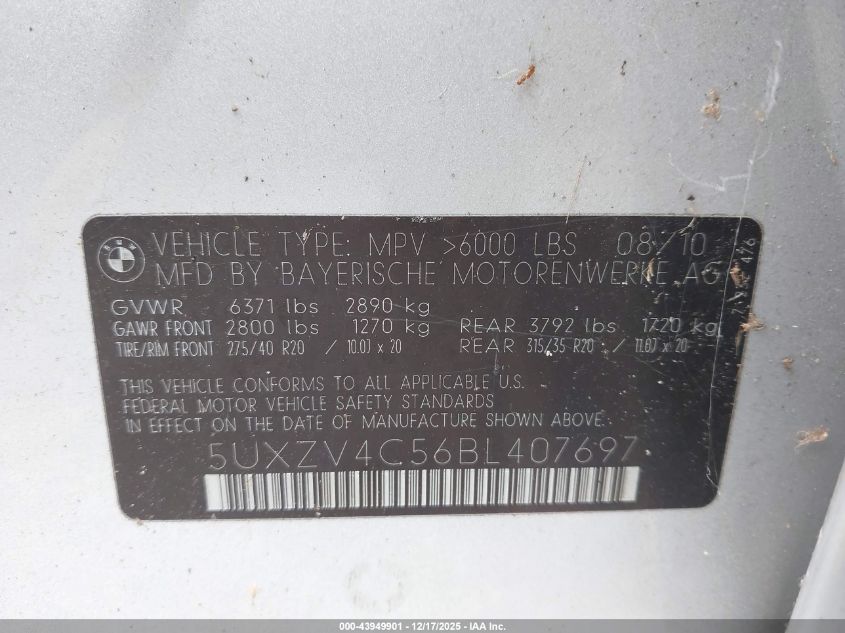 BMW
VEHICLE TYPE: MPV >6000 LBS 08/10
MFD BY BAYERISCHE MOTORENWERKE AG
GVWR 6371 lbs 2890 kg
GAWR FRONT 2800 lbs 1270 kg REAR 3792 lbs 1720 kg
TIRE/RIM FRONT 275/40 R20 / 10.0J x 20 REAR 315/35 R20 / 11.0J x 20
THIS VEHICLE CONFORMS TO ALL APPLICABLE U.S.
FEDERAL MOTOR VEHICLE SAFETY STANDARDS
IN EFFECT ON THE DATE OF MANUFACTURE SHOWN ABOVE.
5UXZV4C56BL407697
000-43949901 - 12/17/2025 - IAA Inc.